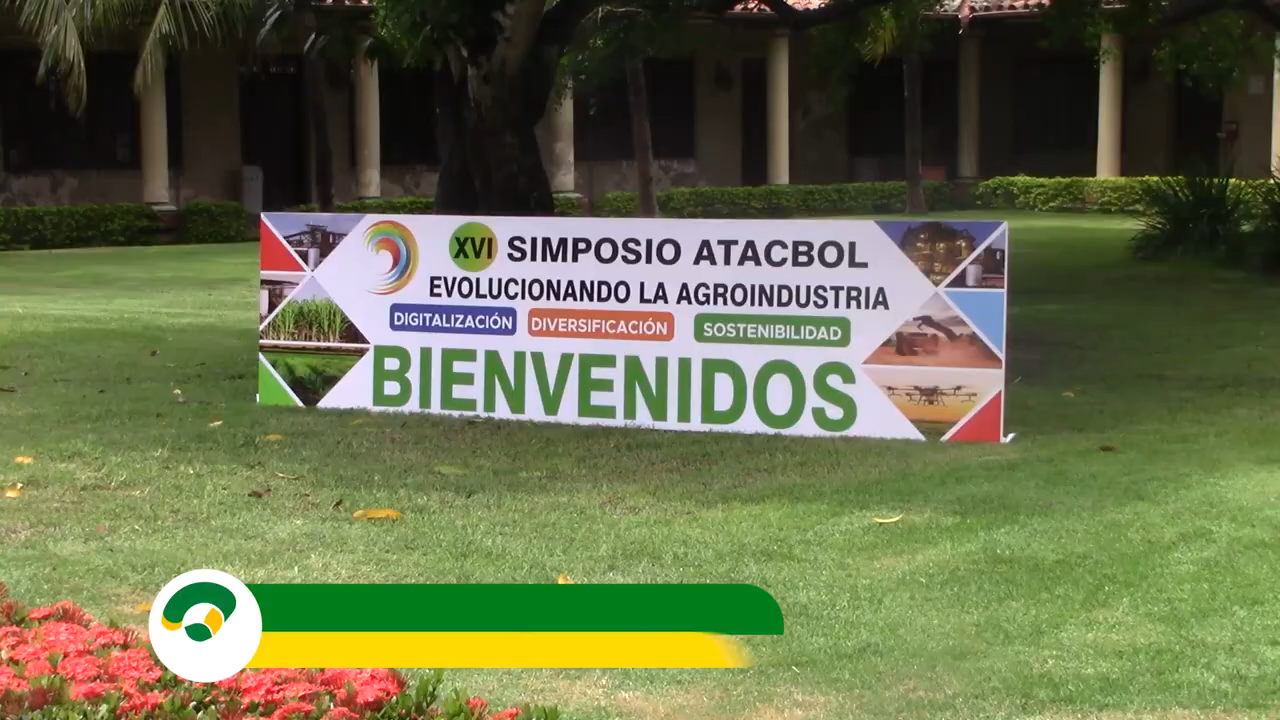 XVI SIMPOSIO ATACBOL
EVOLUCIONANDO LA AGROINDUSTRIA
DIGITALIZACIÓN DIVERSIFICACIÓN SOSTENIBILIDAD
BIENVENIDOS